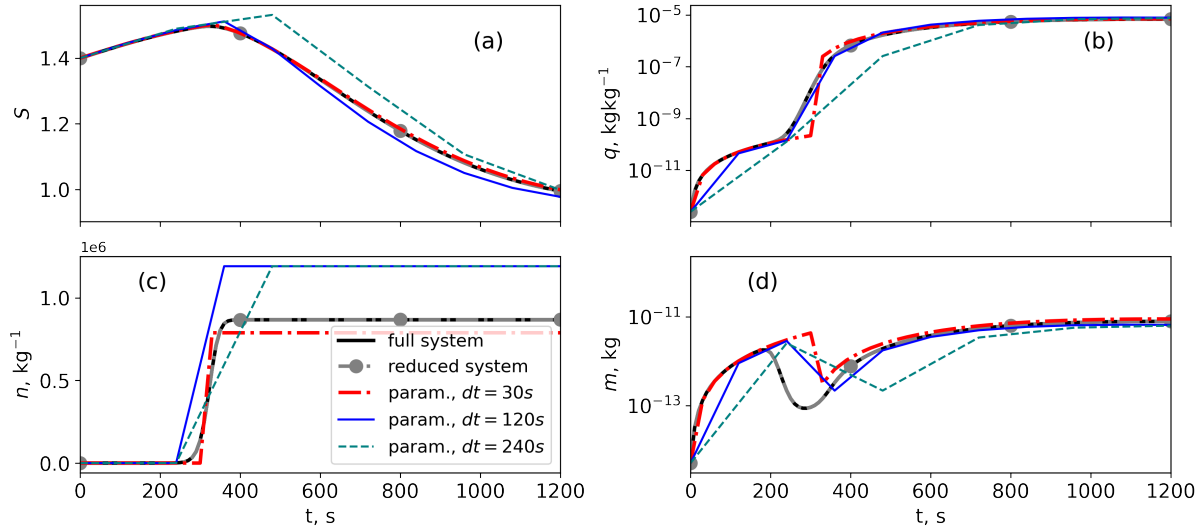 (a)
S
1.4
1.2
1.0
(b)
q, kgkg⁻¹
10⁻⁵
10⁻⁷
10⁻⁹
10⁻¹¹
1e6
(c)
n, kg⁻¹
1.0
0.5
0.0
full system
reduced system
param., dt = 30s
param., dt = 120s
param., dt = 240s
0 200 400 600 800 1000 1200
t, s
(d)
m, kg
10⁻¹¹
10⁻¹³
0 200 400 600 800 1000 1200
t, s